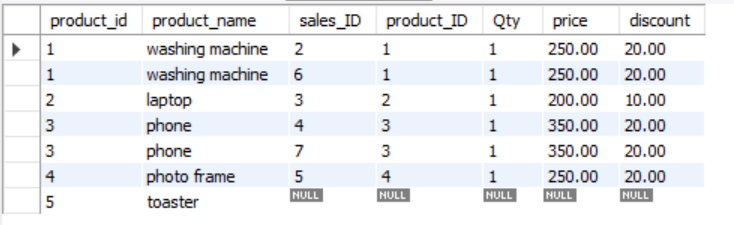 product_id product_name sales_ID product_ID Qty price discount
1 washing machine 2 1 1 250.00 20.00
1 washing machine 6 1 1 250.00 20.00
2 laptop 3 2 1 200.00 10.00
3 phone 4 3 1 350.00 20.00
3 phone 7 3 1 350.00 20.00
4 photo frame 5 4 1 250.00 20.00
5 toaster NULL NULL NULL NULL NULL